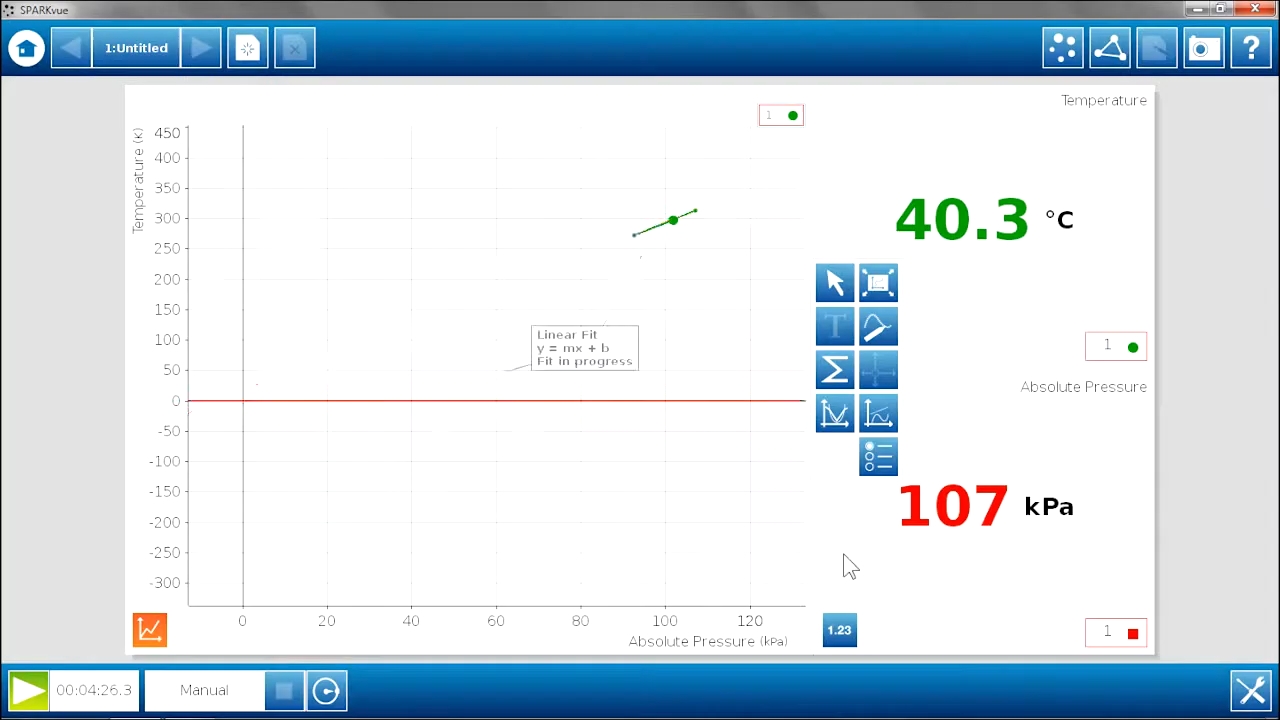 SPARKvue
1:Untitled
?
Temperature
1
Temperature (K)
450
400
350
300
250
200
150
100
50
0
-50
-100
-150
-200
-250
-300
40.3 °C
T
Linear Fit
y = mx + b
Fit in progress
1
Absolute Pressure
107 kPa
0 20 40 60 80 100 120
Absolute Pressure (kPa)
1.23
1
00:04:26.3
Manual